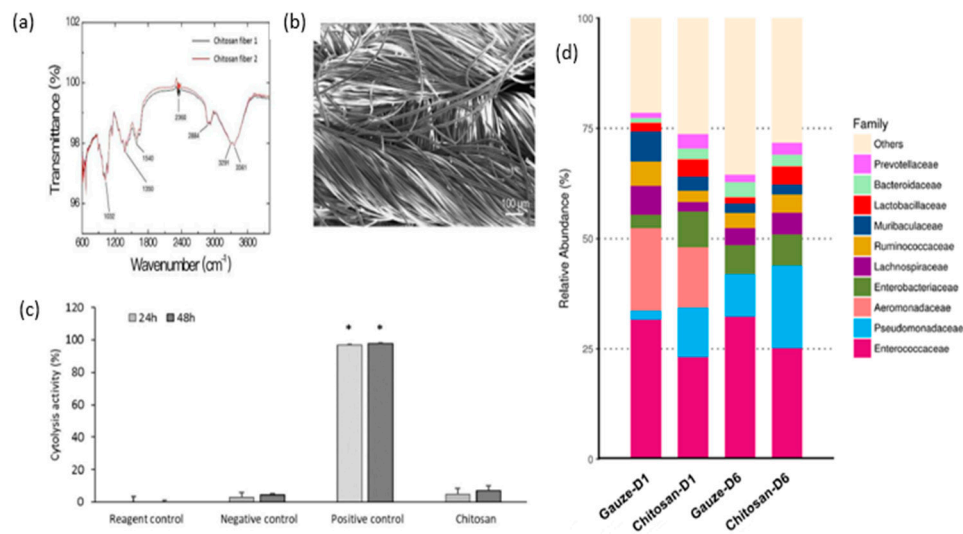 (a)
102
100
98
96
Transmittance (%)
Chitosan fiber 1
Chitosan fiber 2
2360
2884
1540
1350
1032
3291
3361
600 1200 1800 2400 3000 3600
Wavenumber (cm⁻¹)
(b)
100 μm
(c)
Cytolysis activity (%)
120
100
80
60
40
20
0
24h 48h
* *
Reagent control Negative control Positive control Chitosan
(d)
Relative Abundance (%)
100
75
50
25
0
Gauze-D1 Chitosan-D1 Gauze-D6 Chitosan-D6
Family
Others
Prevotellaceae
Bacteroidaceae
Lactobacillaceae
Muribaculaceae
Ruminococcaceae
Lachnospiraceae
Enterobacteriaceae
Aeromonadaceae
Pseudomonadaceae
Enterococcaceae